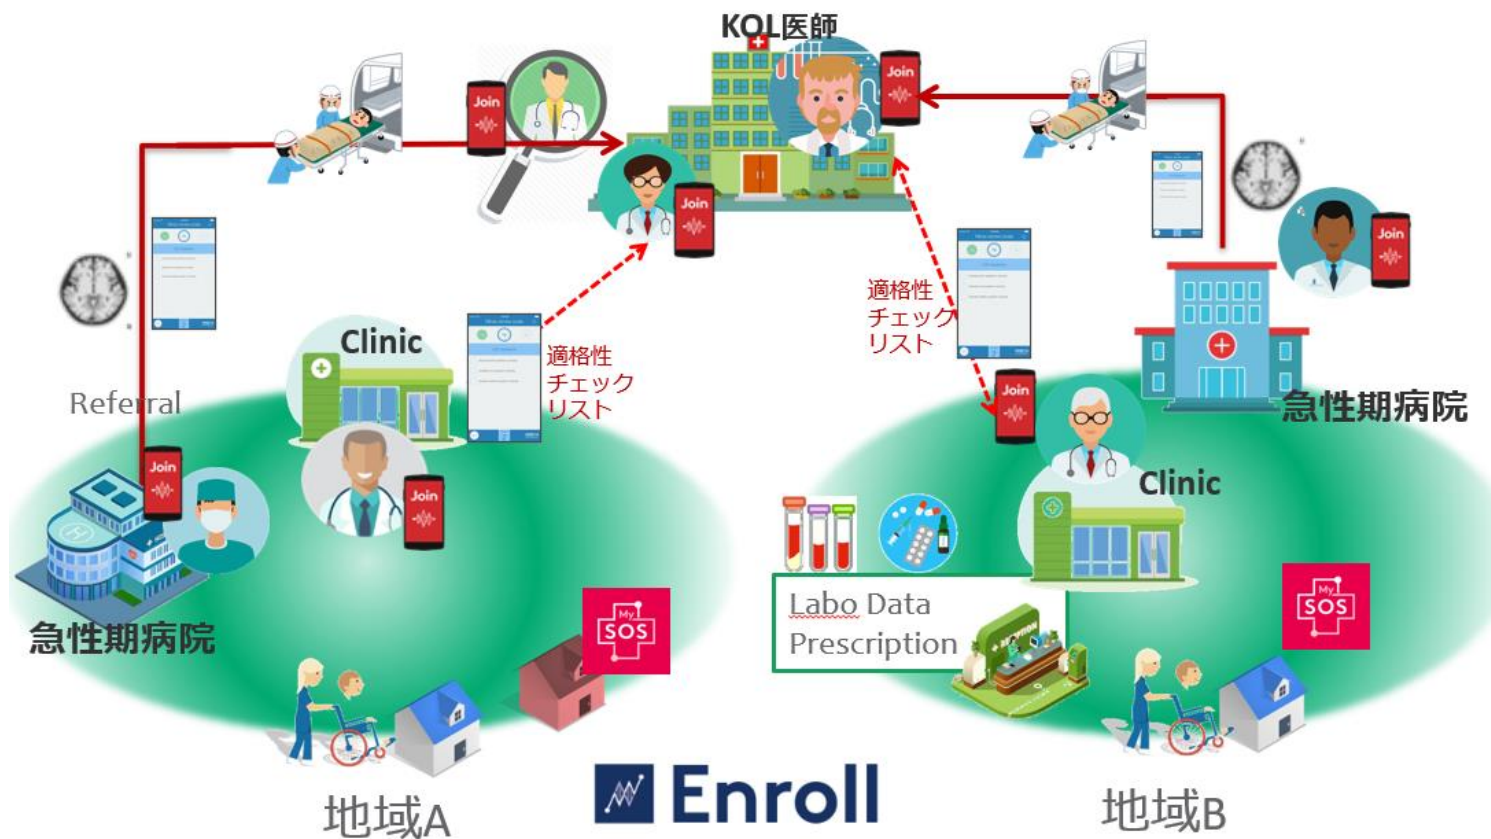 KOL医師
Join
Join
Join
Join
適格性
チェック
リスト
Clinic
適格性
チェック
リスト
Referral
Join
急性期病院
Join
Join
Clinic
Labo Data
Prescription
My
SOS
My
SOS
急性期病院
Enroll
地域A
地域B